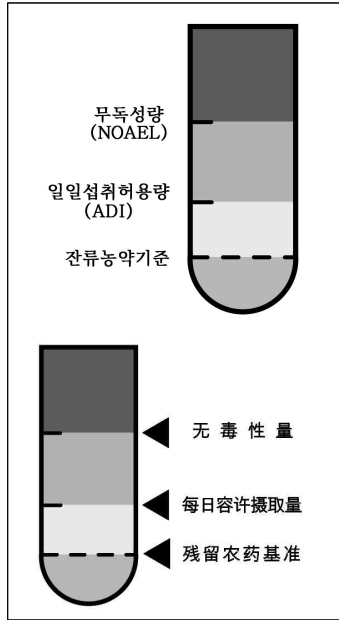 무독성량
(NOAEL)
일일섭취허용량
(ADI)
잔류농약기준
无毒性量
每日容许摄取量
残留农药基准